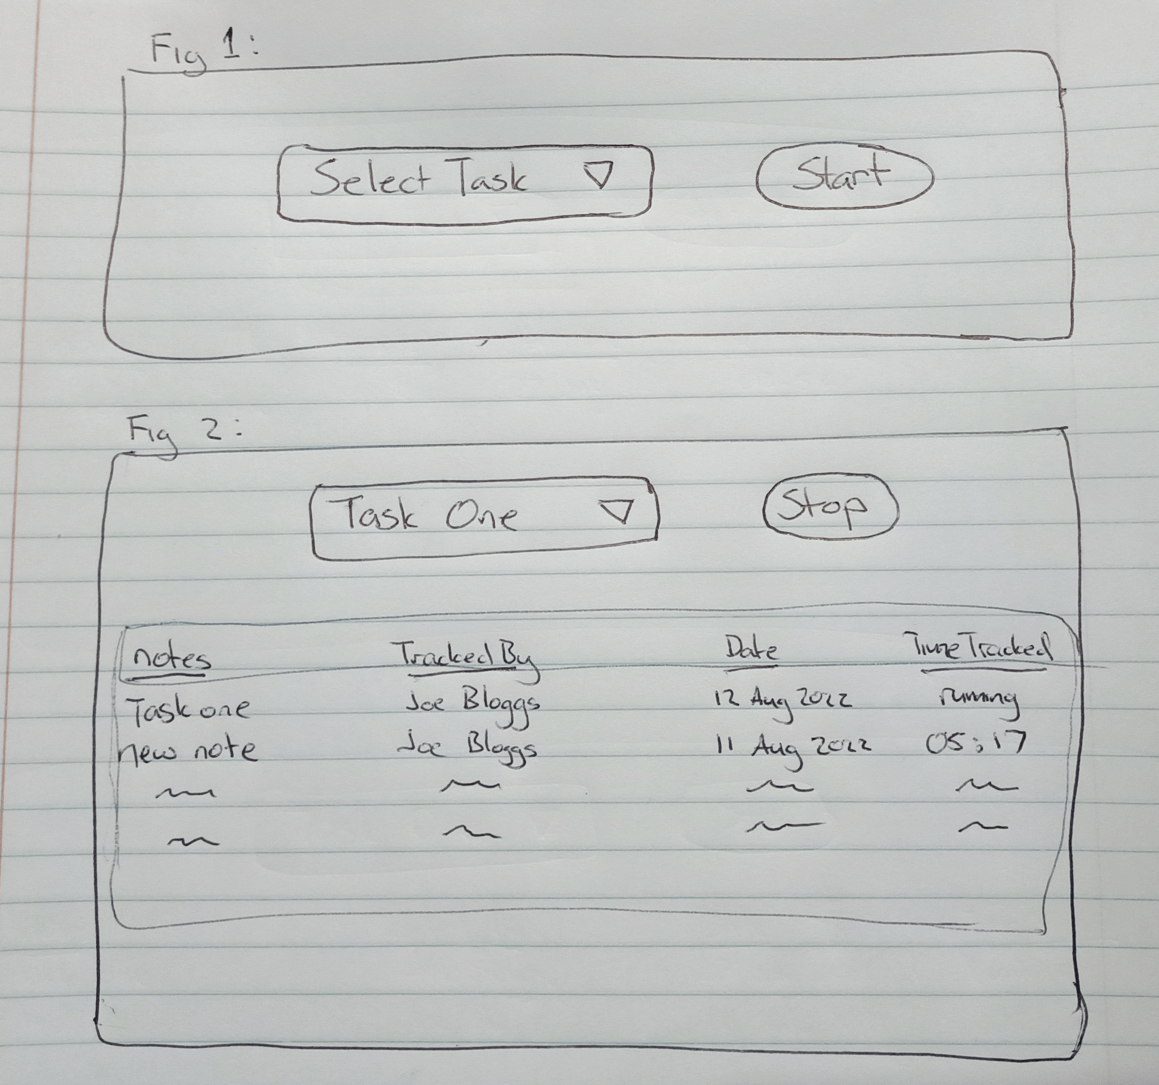 Fig 1:
Select Task Start
Fig 2:
Task One Stop
notes Tracked By Date Time Tracked
Task one Joe Bloggs 12 Aug 2022 running
new note Joe Bloggs 11 Aug 2022 05:17